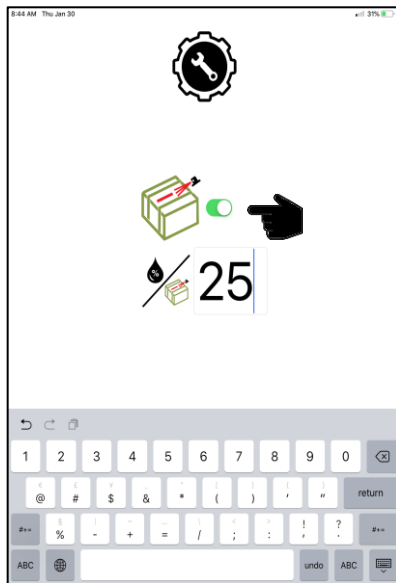 8:44 AM Thu Jan 30 31%
%
25
1 2 3 4 5 6 7 8 9 0
@ # $ & * ( ) ' " return
#+= % - + = / ; : ! ? #+=
ABC undo ABC